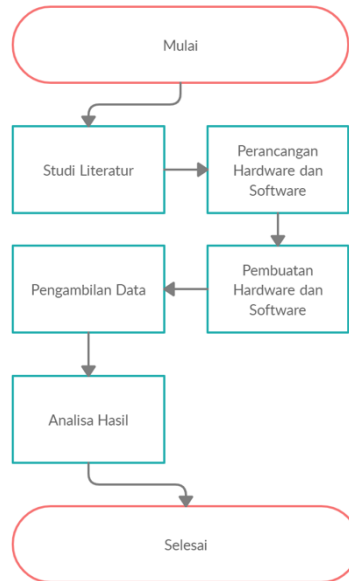 Mulai
Studi Literatur
Perancangan
Hardware dan
Software
Pembuatan
Hardware dan
Software
Pengambilan Data
Analisa Hasil
Selesai